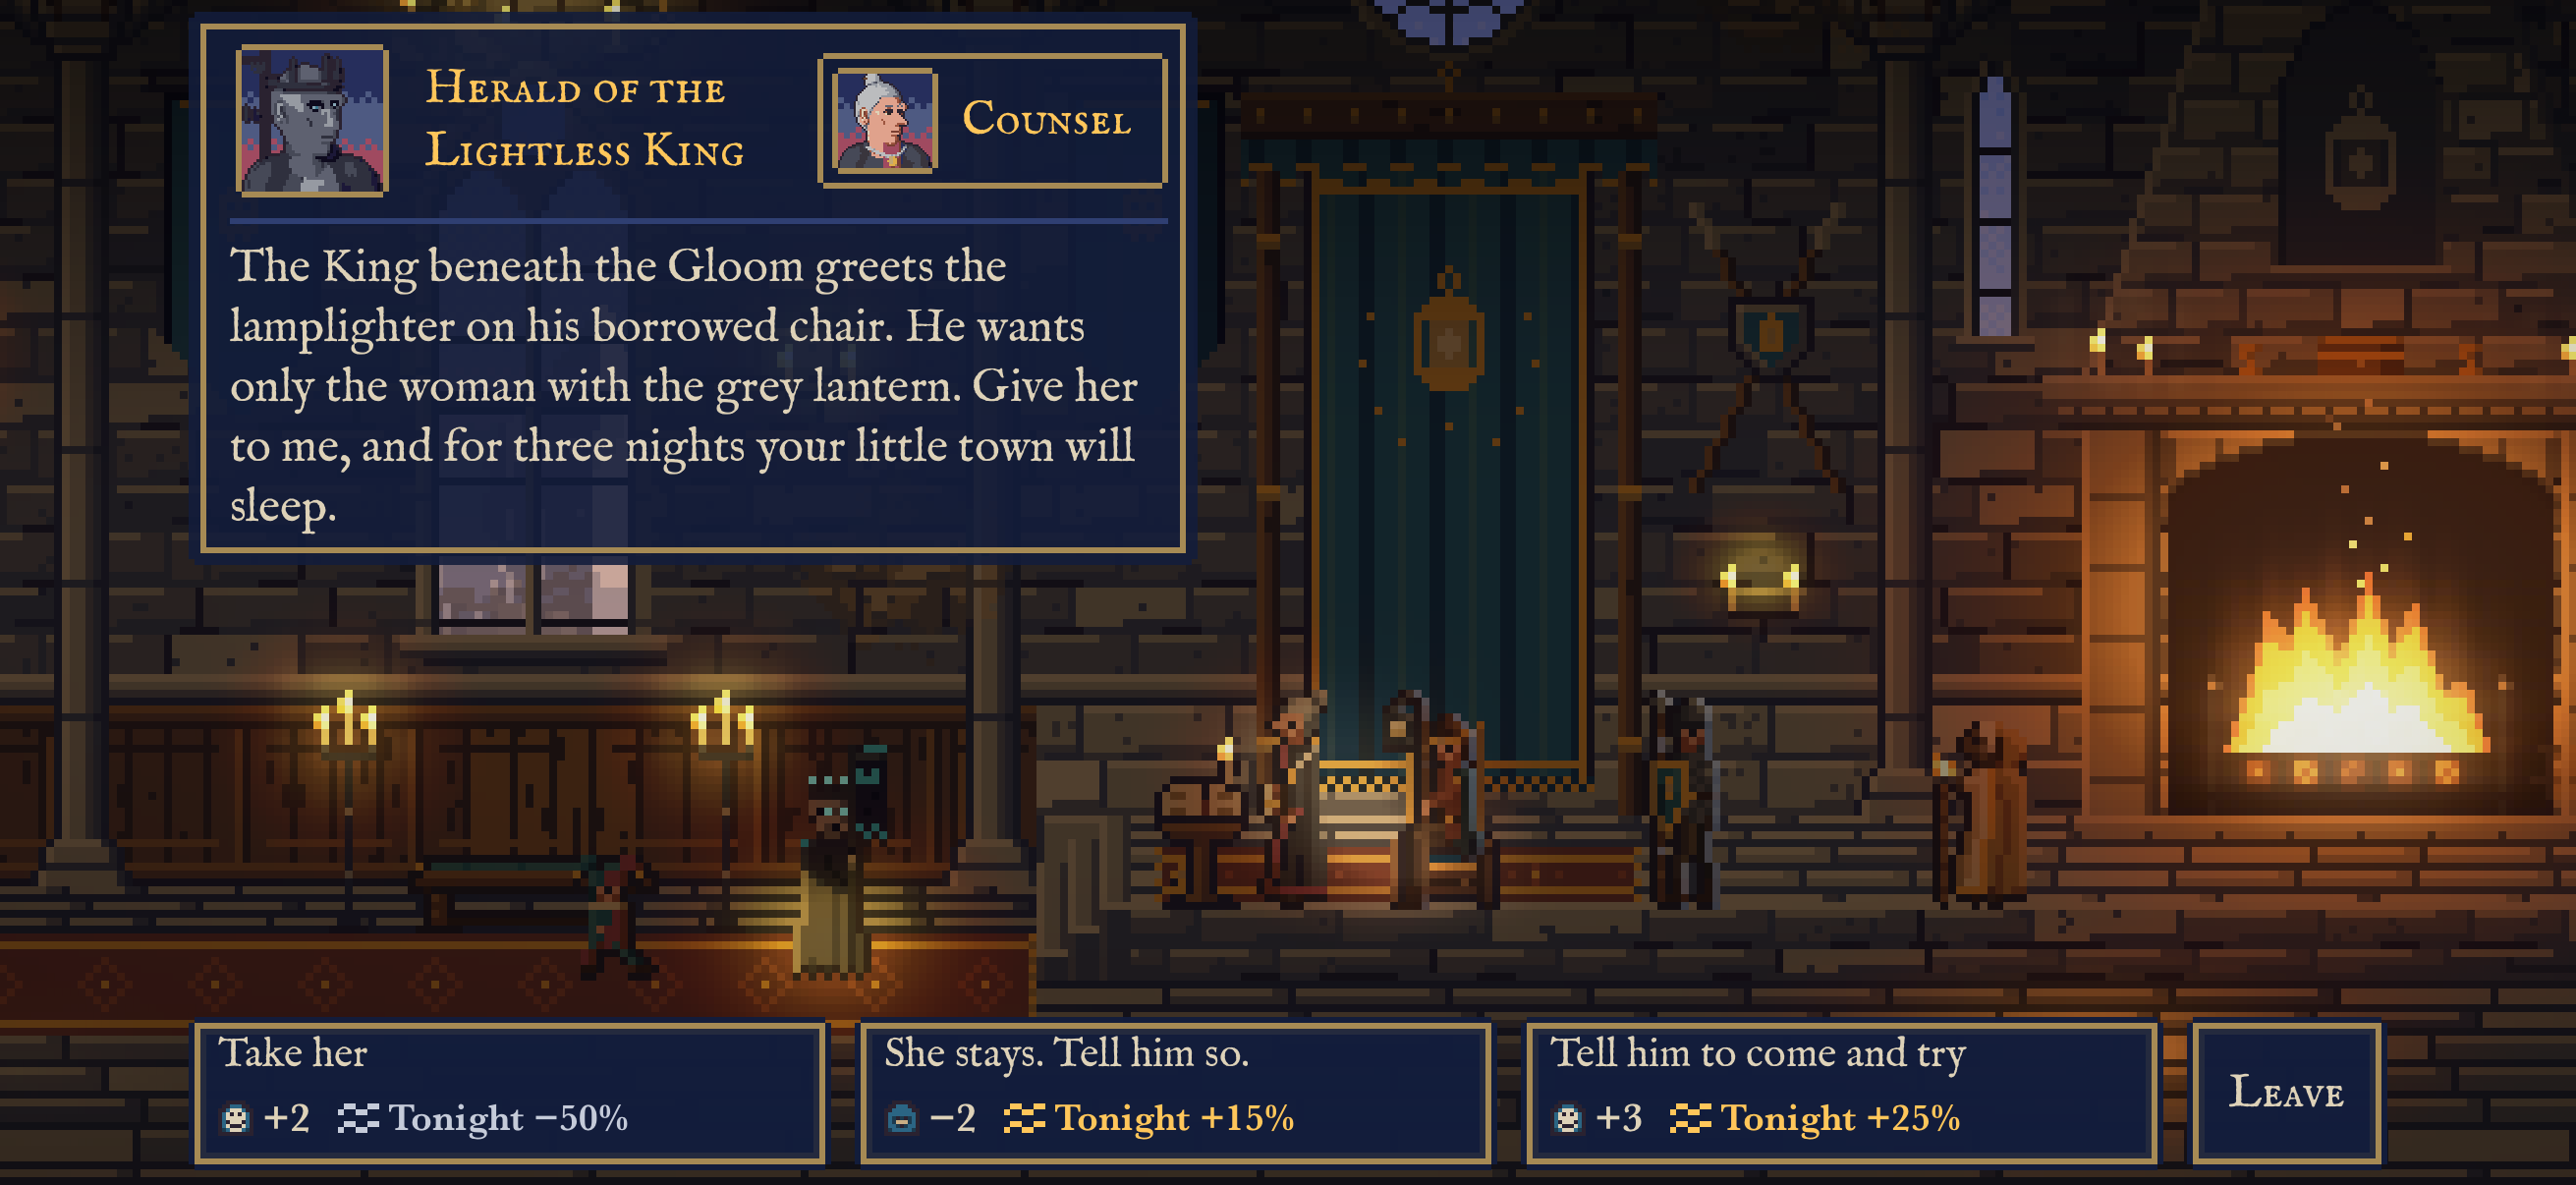 Herald of the
Lightless King
Counsel
The King beneath the Gloom greets the
lamplighter on his borrowed chair. He wants
only the woman with the grey lantern. Give her
to me, and for three nights your little town will
sleep.
Take her
+2 Tonight −50%
She stays. Tell him so.
−2 Tonight +15%
Tell him to come and try
+3 Tonight +25%
Leave